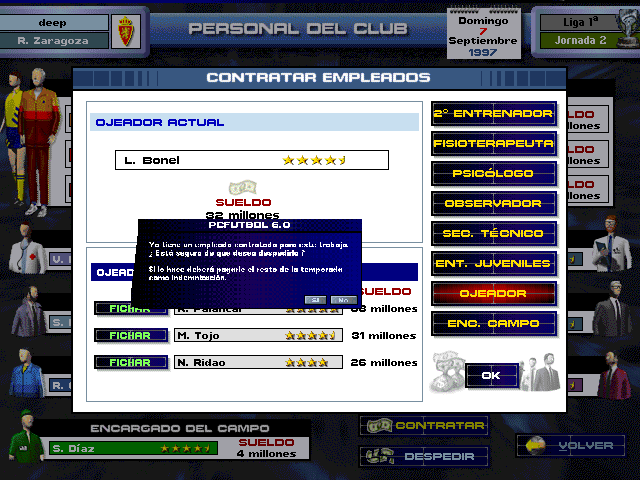 deep
R. Zaragoza
PERSONAL DEL CLUB
Domingo
7
Septiembre
1997
Liga 1ª
Jornada 2
CONTRATAR EMPLEADOS
OJEADOR ACTUAL
L. Bonel
SUELDO
32 millones
PCFUTBOL 6.0
Ya tiene un empleado contratado para este trabajo.
¿ Está seguro de que desea despedirlo ?
Si lo hace deberá pagarle el resto de la temporada
como indemnización.
SI
No
SUELDO
FICHAR
R. Palancar
millones
FICHAR
M. Tojo
31 millones
FICHAR
N. Ridao
26 millones
2º ENTRENADOR
FISIOTERAPEUTA
PSICÓLOGO
OBSERVADOR
SEC. TÉCNICO
ENT. JUVENILES
OJEADOR
ENC. CAMPO
OK
ENCARGADO DEL CAMPO
S. Díaz
SUELDO
4 millones
CONTRATAR
DESPEDIR
VOLVER